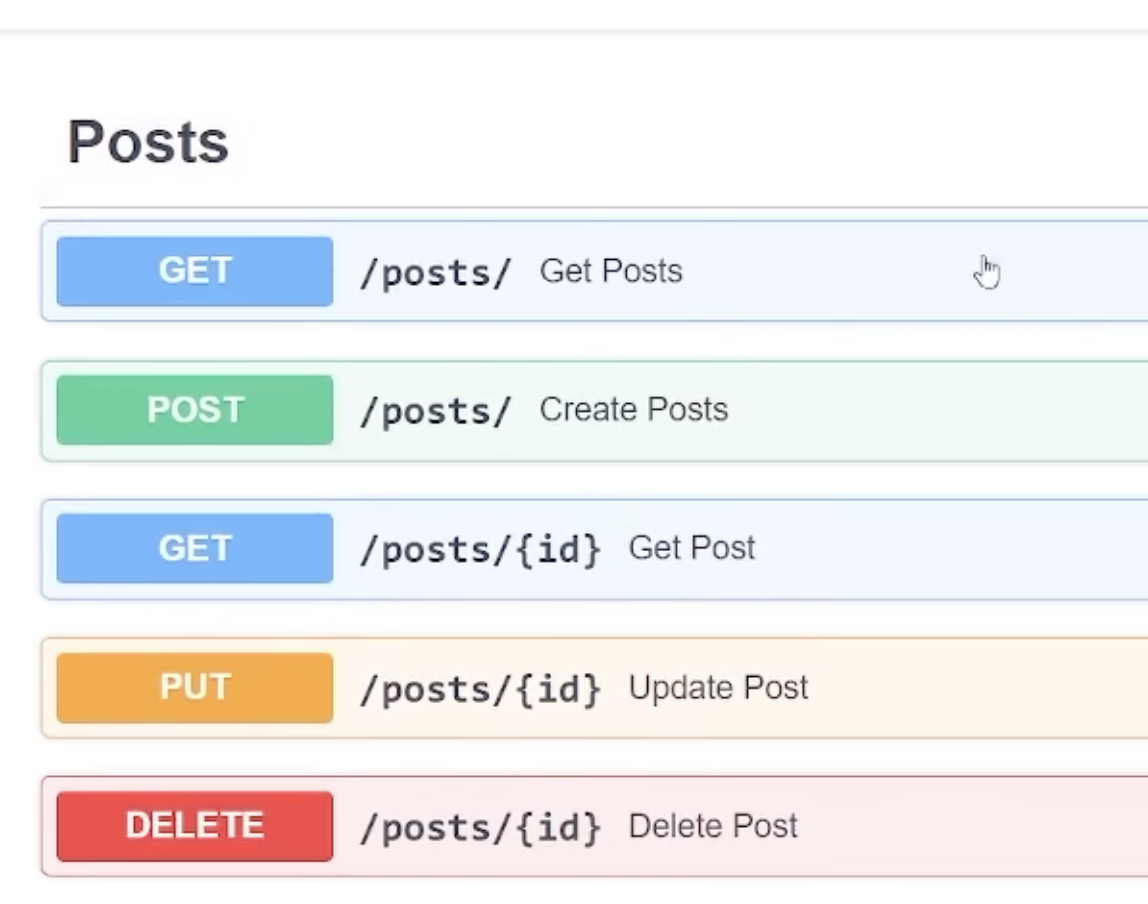 Posts
GET /posts/ Get Posts
POST /posts/ Create Posts
GET /posts/{id} Get Post
PUT /posts/{id} Update Post
DELETE /posts/{id} Delete Post